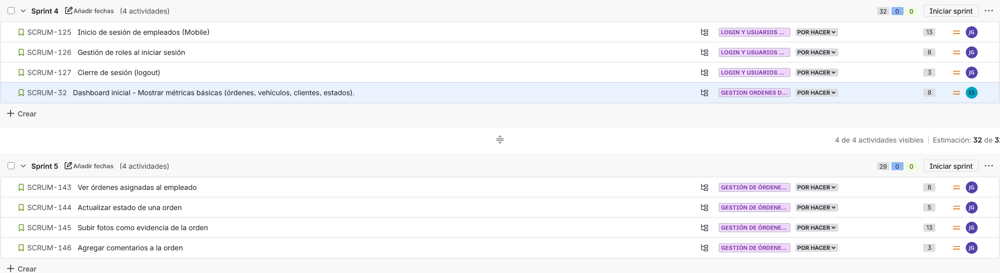 Sprint 4 Añadir fechas (4 actividades) 32 0 0 Iniciar sprint ···
SCRUM-125 Inicio de sesión de empleados (Mobile) LOGIN Y USUARIOS ... POR HACER 13 JG
SCRUM-126 Gestión de roles al iniciar sesión LOGIN Y USUARIOS ... POR HACER 8 JG
SCRUM-127 Cierre de sesión (logout) LOGIN Y USUARIOS ... POR HACER 3 JG
SCRUM-32 Dashboard inicial - Mostrar métricas básicas (órdenes, vehículos, clientes, estados). GESTION ORDENES D... POR HACER 8 ES
+ Crear
4 de 4 actividades visibles Estimación: 32 de
Sprint 5 Añadir fechas (4 actividades) 29 0 0 Iniciar sprint ···
SCRUM-143 Ver órdenes asignadas al empleado GESTIÓN DE ÓRDENE... POR HACER 8 JG
SCRUM-144 Actualizar estado de una orden GESTIÓN DE ÓRDENE... POR HACER 5 JG
SCRUM-145 Subir fotos como evidencia de la orden GESTIÓN DE ÓRDENE... POR HACER 13 JG
SCRUM-146 Agregar comentarios a la orden GESTIÓN DE ÓRDENE... POR HACER 3 JG
+ Crear